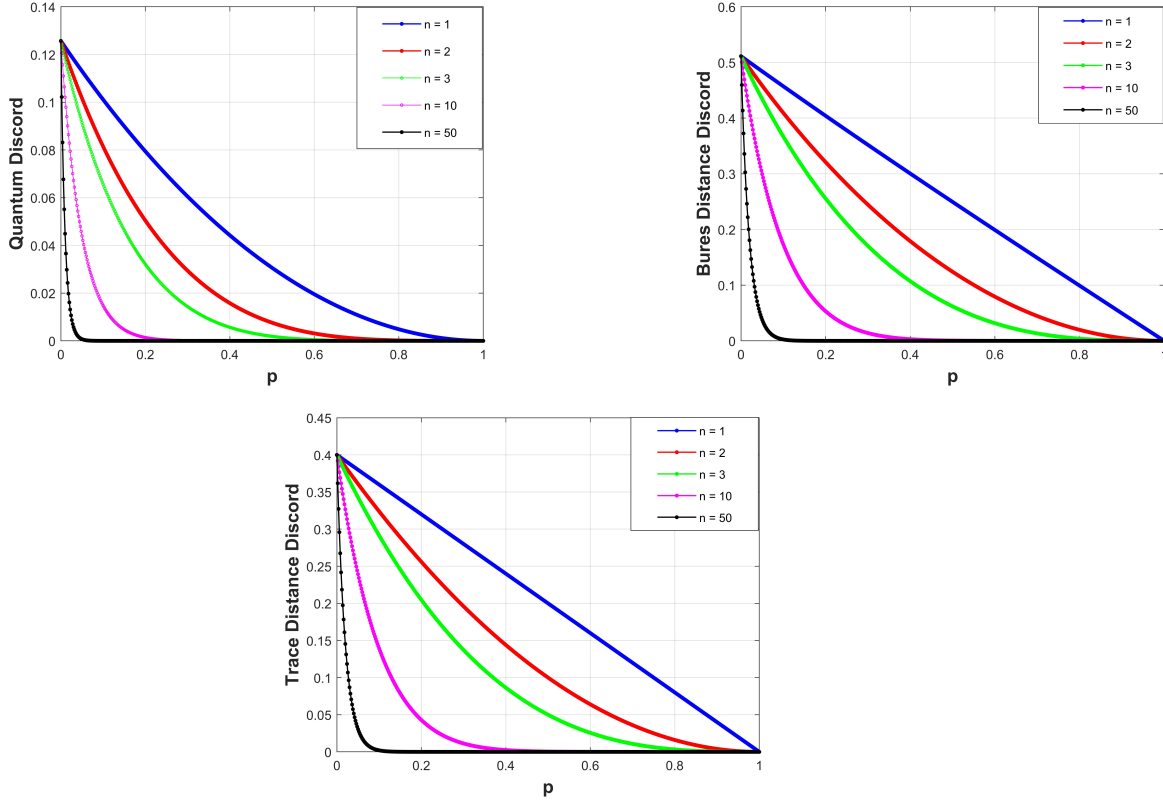 0.14
0.12
0.1
0.08
0.06
0.04
0.02
0
Quantum Discord
0 0.2 0.4 0.6 0.8 1
p
n = 1
n = 2
n = 3
n = 10
n = 50
0.6
0.5
0.4
0.3
0.2
0.1
0
Bures Distance Discord
0 0.2 0.4 0.6 0.8 1
p
n = 1
n = 2
n = 3
n = 10
n = 50
0.45
0.4
0.35
0.3
0.25
0.2
0.15
0.1
0.05
0
Trace Distance Discord
0 0.2 0.4 0.6 0.8 1
p
n = 1
n = 2
n = 3
n = 10
n = 50